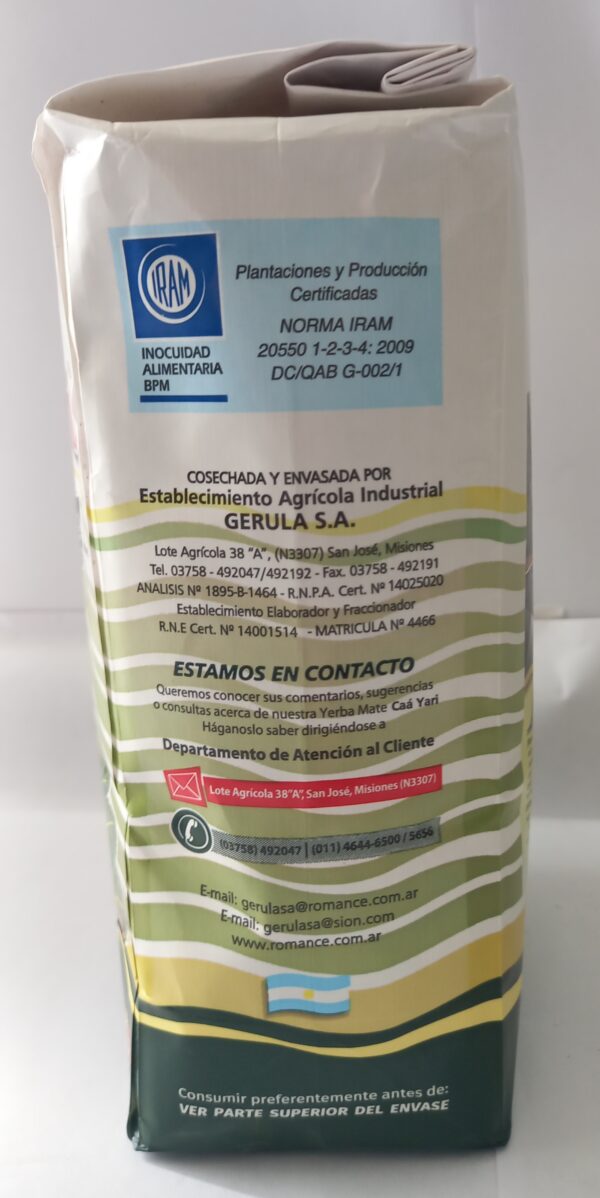 IRAM
INOCUIDAD
ALIMENTARIA
BPM
Plantaciones y Producción
Certificadas
NORMA IRAM
20550 1-2-3-4: 2009
DC/QAB G-002/1
COSECHADA Y ENVASADA POR
Establecimiento Agrícola Industrial
GERULA S.A.
Lote Agrícola 38 "A", (N3307) San José, Misiones
Tel. 03758 - 492047/492192 - Fax. 03758 - 492191
ANALISIS Nº 1895-B-1464 - R.N.P.A. Cert. Nº 14025020
Establecimiento Elaborador y Fraccionador
R.N.E Cert. Nº 14001514 - MATRICULA Nº 4466
ESTAMOS EN CONTACTO
Queremos conocer sus comentarios, sugerencias
o consultas acerca de nuestra Yerba Mate Caá Yari
Háganoslo saber dirigiéndose a
Departamento de Atención al Cliente
Lote Agrícola 38"A", San José, Misiones (N3307)
(03758) 492047 | (011) 4644-6500 / 5656
E-mail: gerulasa@romance.com.ar
E-mail: gerulasa@sion.com
www.romance.com.ar
Consumir preferentemente antes de:
VER PARTE SUPERIOR DEL ENVASE